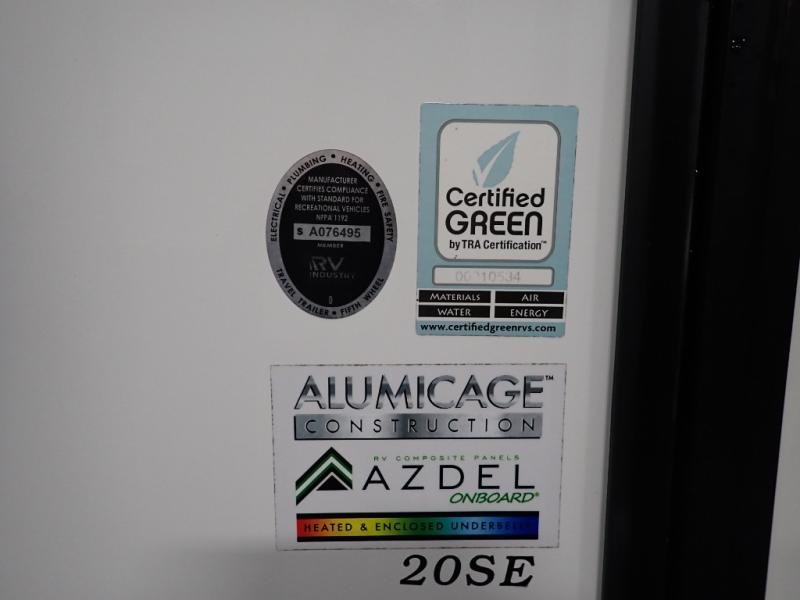 ELECTRICAL • PLUMBING • HEATING • FIRE SAFETY
MANUFACTURER
CERTIFIES COMPLIANCE
WITH STANDARD FOR
RECREATIONAL VEHICLES
NFPA 1192
S A076495
MEMBER
RV
INDUSTRY
0
TRAVEL TRAILER • FIFTH WHEEL
Certified
GREEN
by TRA Certification™
MATERIALS AIR
WATER ENERGY
www.certifiedgreenrvs.com
ALUMICAGE™
CONSTRUCTION
RV COMPOSITE PANELS
AZDEL
ONBOARD®
HEATED & ENCLOSED UNDERBELLY
20SE